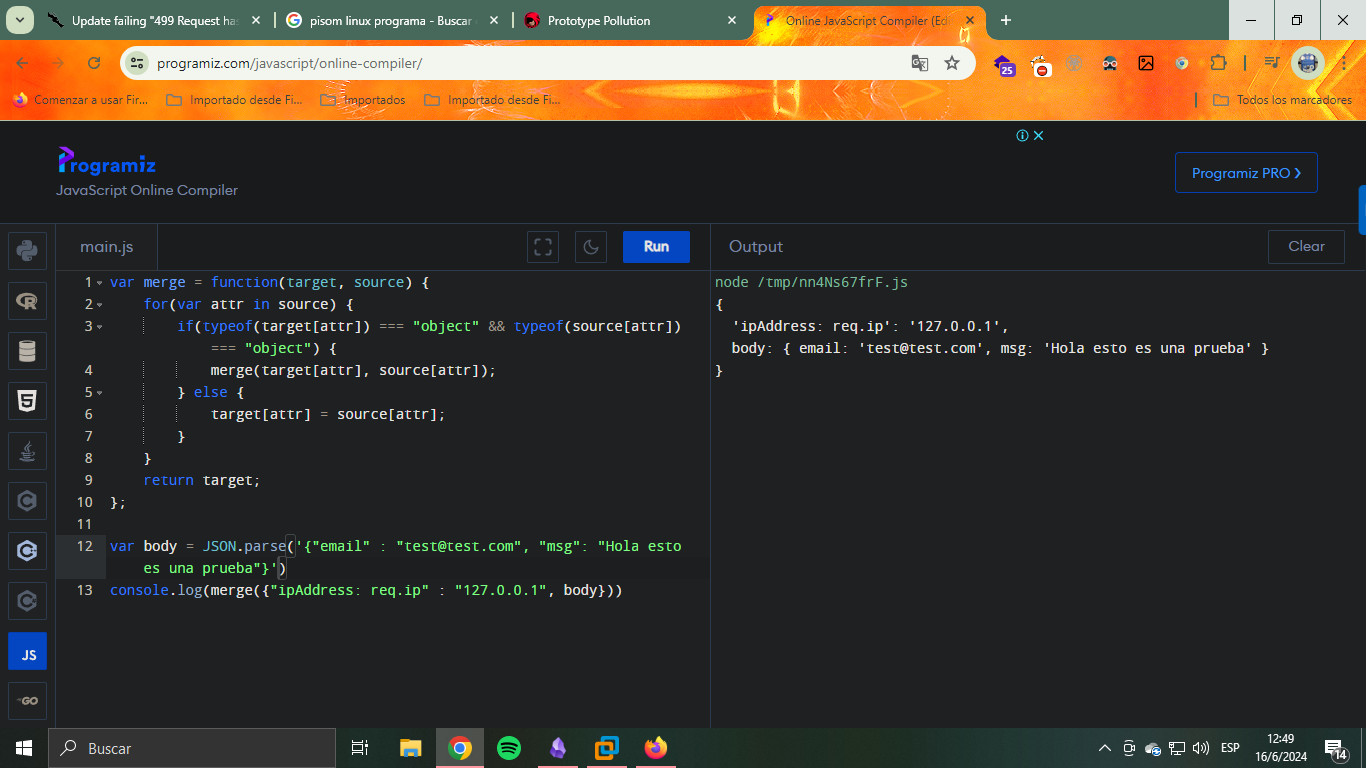 Update failing "499 Request has
pisom linux programa - Buscar
Prototype Pollution
Online JavaScript Compiler (Edi
programiz.com/javascript/online-compiler/
25
Comenzar a usar Fir...
Importado desde Fi...
Importados
Importado desde Fi...
Todos los marcadores
Programiz
JavaScript Online Compiler
Programiz PRO ❯
main.js
Run
Output
Clear
1 var merge = function(target, source) {
2 for(var attr in source) {
3 if(typeof(target[attr]) === "object" && typeof(source[attr])
=== "object") {
4 merge(target[attr], source[attr]);
5 } else {
6 target[attr] = source[attr];
7 }
8 }
9 return target;
10 };
11
12 var body = JSON.parse('{"email" : "test@test.com", "msg": "Hola esto
es una prueba"}')
13 console.log(merge({"ipAddress: req.ip" : "127.0.0.1", body}))
node /tmp/nn4Ns67frF.js
{
'ipAddress: req.ip': '127.0.0.1',
body: { email: 'test@test.com', msg: 'Hola esto es una prueba' }
}
JS
GO
Buscar
ESP
12:49
16/6/2024
14